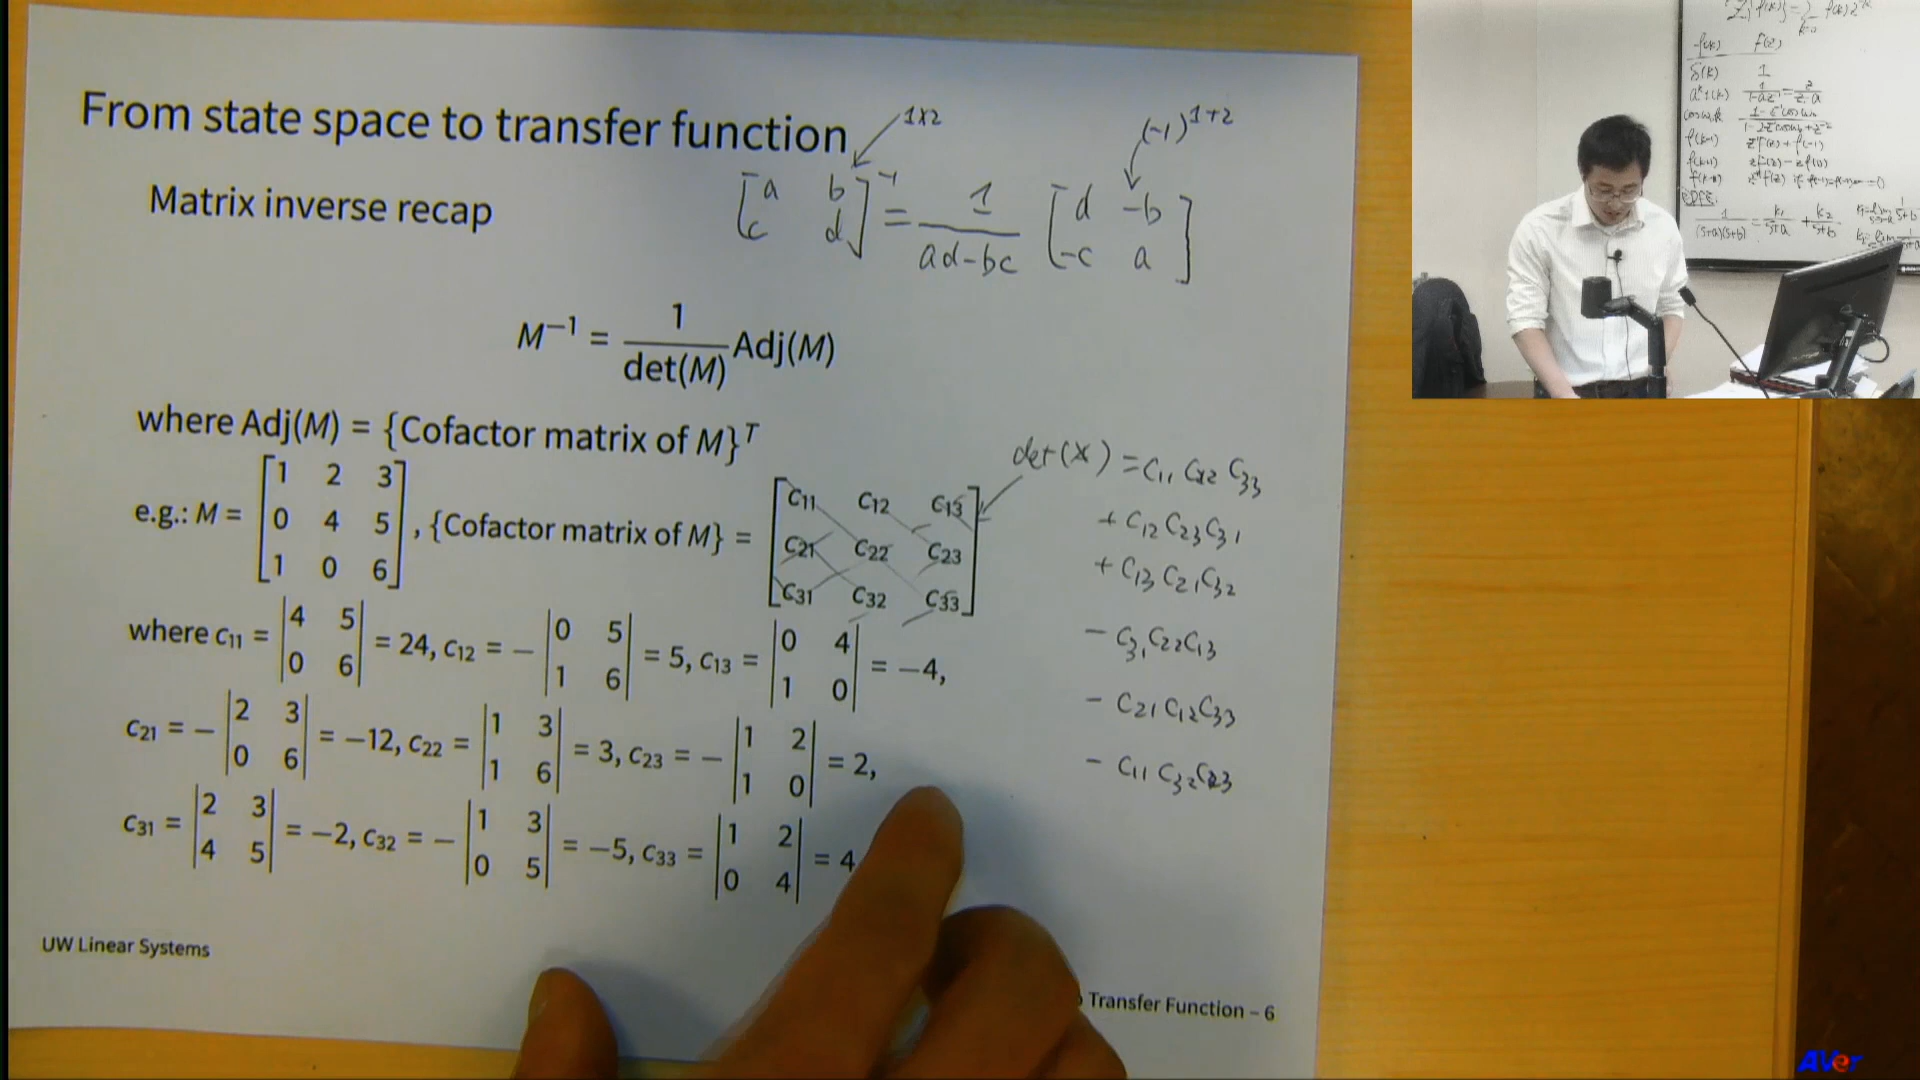 From state space to transfer function
1x2
(-1)^{1+2}
Matrix inverse recap
[a b; c d]^{-1} = 1/(ad-bc) [d -b; -c a]
M^{-1} = 1/det(M) Adj(M)
where Adj(M) = {Cofactor matrix of M}^T
e.g.: M = [1 2 3; 0 4 5; 1 0 6], {Cofactor matrix of M} = [c11 c12 c13; c21 c22 c23; c31 c32 c33]
where c11 = |4 5; 0 6| = 24, c12 = − |0 5; 1 6| = 5, c13 = |0 4; 1 0| = −4,
c21 = − |2 3; 0 6| = −12, c22 = |1 3; 1 6| = 3, c23 = − |1 2; 1 0| = 2,
c31 = |2 3; 4 5| = −2, c32 = − |1 3; 0 5| = −5, c33 = |1 2; 0 4| = 4
det(X) = C11 C22 C33
+ C12 C23 C31
+ C13 C21 C32
- C31 C22 C13
- C21 C12 C33
- C11 C32 C23
UW Linear Systems
Transfer Function – 6
f(k) F(z)
δ(k) 1
AVer